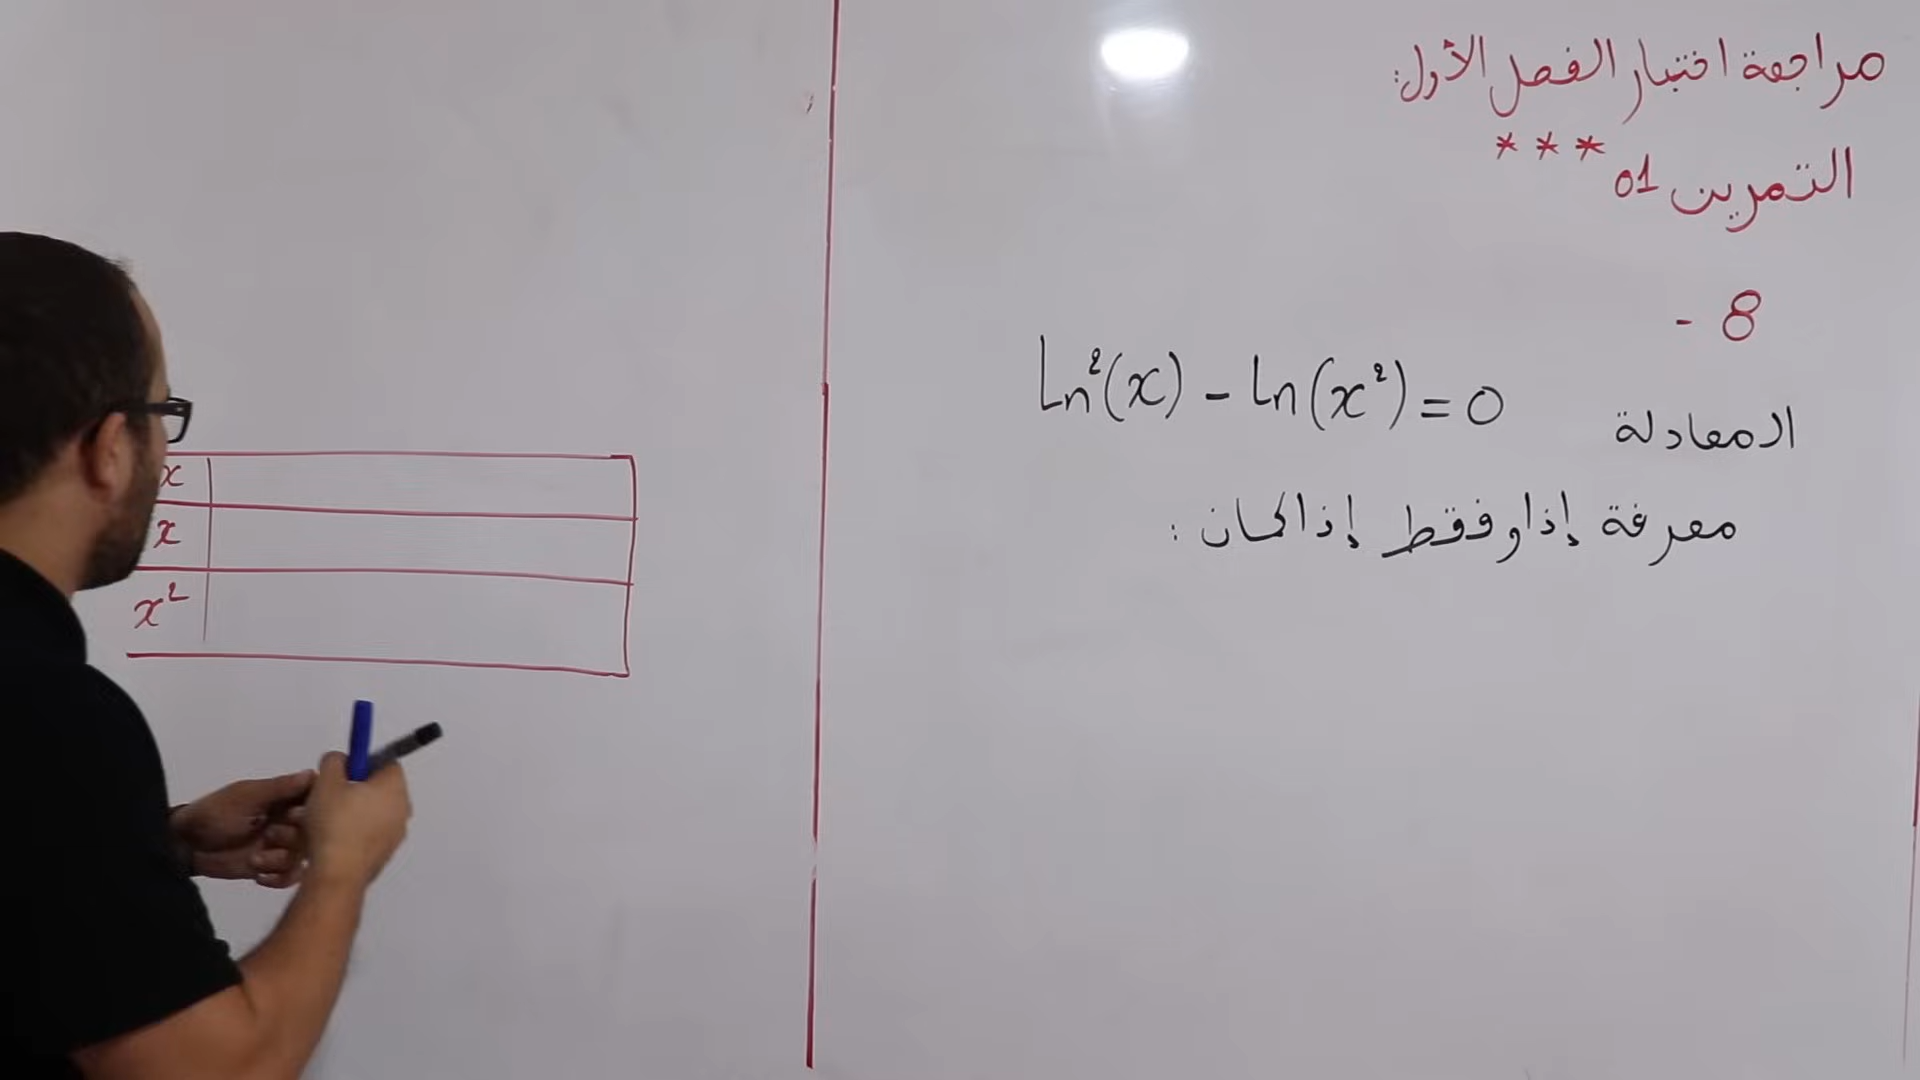 مراجعة اختبار الفصل الأول:
التمرين 01 ***
8 -
المعادلة ln²(x) - ln(x²) = 0
معرفة إذا وفقط إذا كان :
x
x
x²